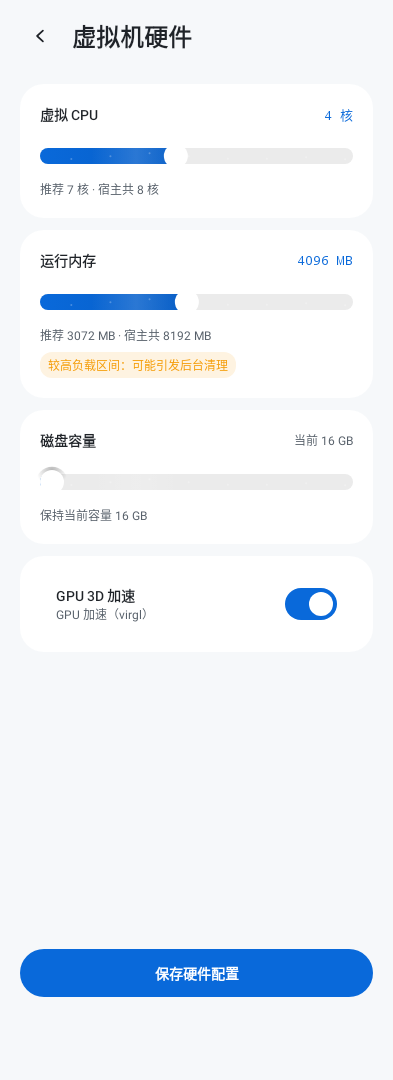 虚拟机硬件
虚拟 CPU
4 核
推荐 7 核 · 宿主共 8 核
运行内存
4096 MB
推荐 3072 MB · 宿主共 8192 MB
较高负载区间：可能引发后台清理
磁盘容量
当前 16 GB
保持当前容量 16 GB
GPU 3D 加速
GPU 加速（virgl）
保存硬件配置